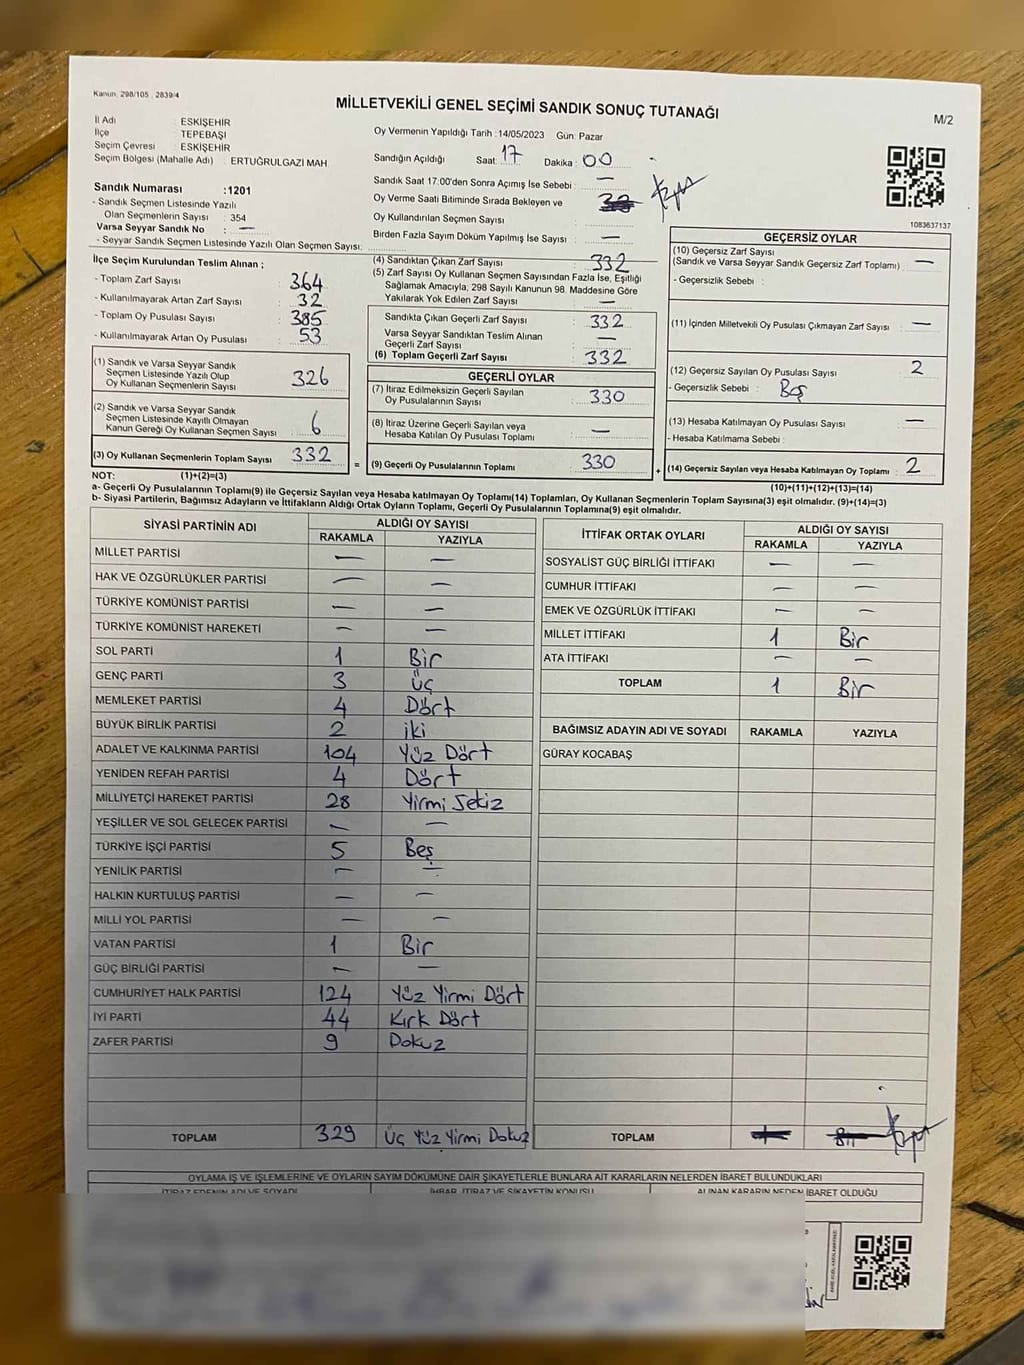 Kanun, 298/105 , 2839/4
MİLLETVEKİLİ GENEL SEÇİMİ SANDIK SONUÇ TUTANAĞI
M/2
İl Adı : ESKİŞEHİR
İlçe : TEPEBAŞI
Seçim Çevresi : ESKİŞEHİR
Seçim Bölgesi (Mahalle Adı) : ERTUĞRULGAZİ MAH.
Sandık Numarası :1201
- Sandık Seçmen Listesinde Yazılı
Olan Seçmenlerin Sayısı : 354
Varsa Seyyar Sandık No : —
- Seyyar Sandık Seçmen Listesinde Yazılı Olan Seçmen Sayısı:
Oy Vermenin Yapıldığı Tarih :14/05/2023 Gün: Pazar
Sandığın Açıldığı Saat: 17 Dakika : 00
Sandık Saat 17:00'den Sonra Açımış İse Sebebi : —
Oy Verme Saati Bitiminde Sırada Bekleyen ve
Oy Kullandırılan Seçmen Sayısı :
Birden Fazla Sayım Döküm Yapılmış İse Sayısı : —
1083637137
İlçe Seçim Kurulundan Teslim Alınan ;
- Toplam Zarf Sayısı : 364
- Kullanılmayarak Artan Zarf Sayısı : 32
- Toplam Oy Pusulası Sayısı : 385
- Kullanılmayarak Artan Oy Pusulası : 53
(1) Sandık ve Varsa Seyyar Sandık
Seçmen Listesinde Yazılı Olup
Oy Kullanan Seçmenlerin Sayısı : 326
(2) Sandık ve Varsa Seyyar Sandık
Seçmen Listesinde Kayıtlı Olmayan
Kanun Gereği Oy Kullanan Seçmen Sayısı : 6
(3) Oy Kullanan Seçmenlerin Toplam Sayısı : 332
(4) Sandıktan Çıkan Zarf Sayısı : 332
(5) Zarf Sayısı Oy Kullanan Seçmen Sayısından Fazla İse, Eşitliği
Sağlamak Amacıyla, 298 Sayılı Kanunun 98. Maddesine Göre
Yakılarak Yok Edilen Zarf Sayısı : —
Sandıkta Çıkan Geçerli Zarf Sayısı : 332
Varsa Seyyar Sandıktan Teslim Alınan
Geçerli Zarf Sayısı : —
(6) Toplam Geçerli Zarf Sayısı : 332
GEÇERLİ OYLAR
(7) İtiraz Edilmeksizin Geçerli Sayılan
Oy Pusulalarının Sayısı : 330
(8) İtiraz Üzerine Geçerli Sayılan veya
Hesaba Katılan Oy Pusulası Toplamı : —
= (9) Geçerli Oy Pusulalarının Toplamı : 330
GEÇERSİZ OYLAR
(10) Geçersiz Zarf Sayısı
(Sandık ve Varsa Seyyar Sandık Geçersiz Zarf Toplamı) : —
- Geçersizlik Sebebi :
(11) İçinden Milletvekili Oy Pusulası Çıkmayan Zarf Sayısı : —
(12) Geçersiz Sayılan Oy Pusulası Sayısı : 2
- Geçersizlik Sebebi : Boş
(13) Hesaba Katılmayan Oy Pusulası Sayısı : —
- Hesaba Katılmama Sebebi :
+ (14) Geçersiz Sayılan veya Hesaba Katılmayan Oy Toplamı : 2
NOT: (1)+(2)=(3) (10)+(11)+(12)+(13)=(14)
a- Geçerli Oy Pusulalarının Toplamı(9) ile Geçersiz Sayılan veya Hesaba katılmayan Oy Toplamı(14) Toplamları, Oy Kullanan Seçmenlerin Toplam Sayısına(3) eşit olmalıdır. (9)+(14)=(3)
b- Siyasi Partilerin, Bağımsız Adayların ve İttifakların Aldığı Ortak Oyların Toplamı, Geçerli Oy Pusulalarının Toplamına(9) eşit olmalıdır.
SİYASİ PARTİNİN ADI ALDIĞI OY SAYISI
RAKAMLA YAZIYLA
MİLLET PARTİSİ — —
HAK VE ÖZGÜRLÜKLER PARTİSİ — —
TÜRKİYE KOMÜNİST PARTİSİ — —
TÜRKİYE KOMÜNİST HAREKETİ — —
SOL PARTİ 1 Bir
GENÇ PARTİ 3 Üç
MEMLEKET PARTİSİ 4 Dört
BÜYÜK BİRLİK PARTİSİ 2 iki
ADALET VE KALKINMA PARTİSİ 104 Yüz Dört
YENİDEN REFAH PARTİSİ 4 Dört
MİLLİYETÇİ HAREKET PARTİSİ 28 Yirmi Sekiz
YEŞİLLER VE SOL GELECEK PARTİSİ — —
TÜRKİYE İŞÇİ PARTİSİ 5 Beş
YENİLİK PARTİSİ — —
HALKIN KURTULUŞ PARTİSİ — —
MİLLİ YOL PARTİSİ — —
VATAN PARTİSİ 1 Bir
GÜÇ BİRLİĞİ PARTİSİ — —
CUMHURİYET HALK PARTİSİ 124 Yüz Yirmi Dört
İYİ PARTİ 44 Kırk Dört
ZAFER PARTİSİ 9 Dokuz
TOPLAM 329 Üç Yüz Yirmi Dokuz
İTTİFAK ORTAK OYLARI ALDIĞI OY SAYISI
RAKAMLA YAZIYLA
SOSYALİST GÜÇ BİRLİĞİ İTTİFAKI — —
CUMHUR İTTİFAKI — —
EMEK VE ÖZGÜRLÜK İTTİFAKI — —
MİLLET İTTİFAKI 1 Bir
ATA İTTİFAKI — —
TOPLAM 1 Bir
BAĞIMSIZ ADAYIN ADI VE SOYADI RAKAMLA YAZIYLA
GÜRAY KOCABAŞ
TOPLAM 1 Bir
OYLAMA İŞ VE İŞLEMLERİNE VE OYLARIN SAYIM DÖKÜMÜNE DAİR ŞİKAYETLERLE BUNLARA AİT KARARLARIN NELERDEN İBARET BULUNDUKLARI
İTİRAZ EDENİN ADI VE SOYADI İHBAR, İTİRAZ VE ŞİKAYETİN KONUSU ALINAN KARARIN NEDEN İBARET OLDUĞU